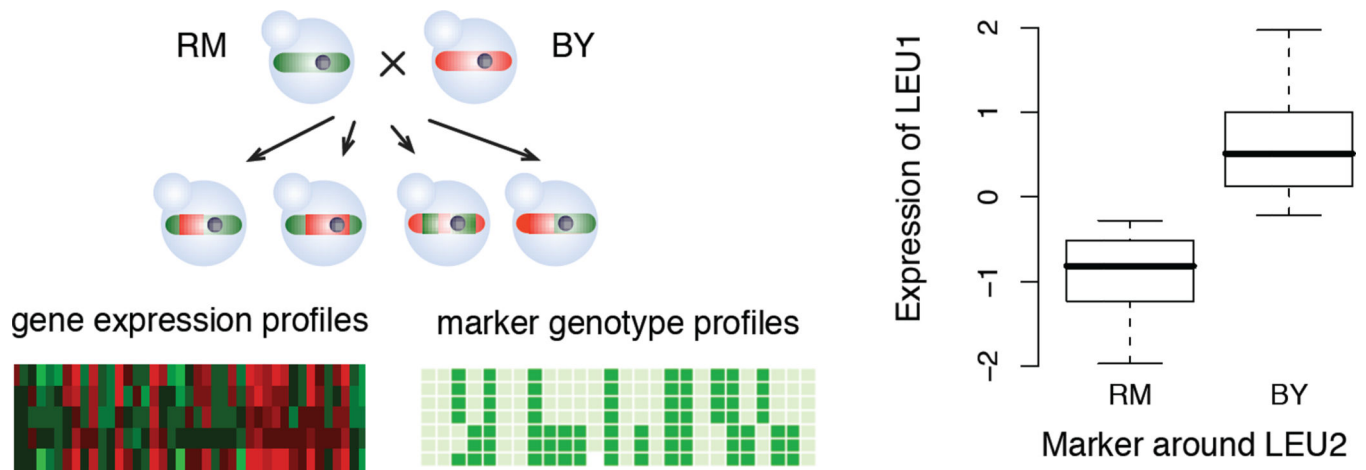 RM
BY
gene expression profiles
marker genotype profiles
Expression of LEU1
2
1
0
−1
−2
RM
BY
Marker around LEU2